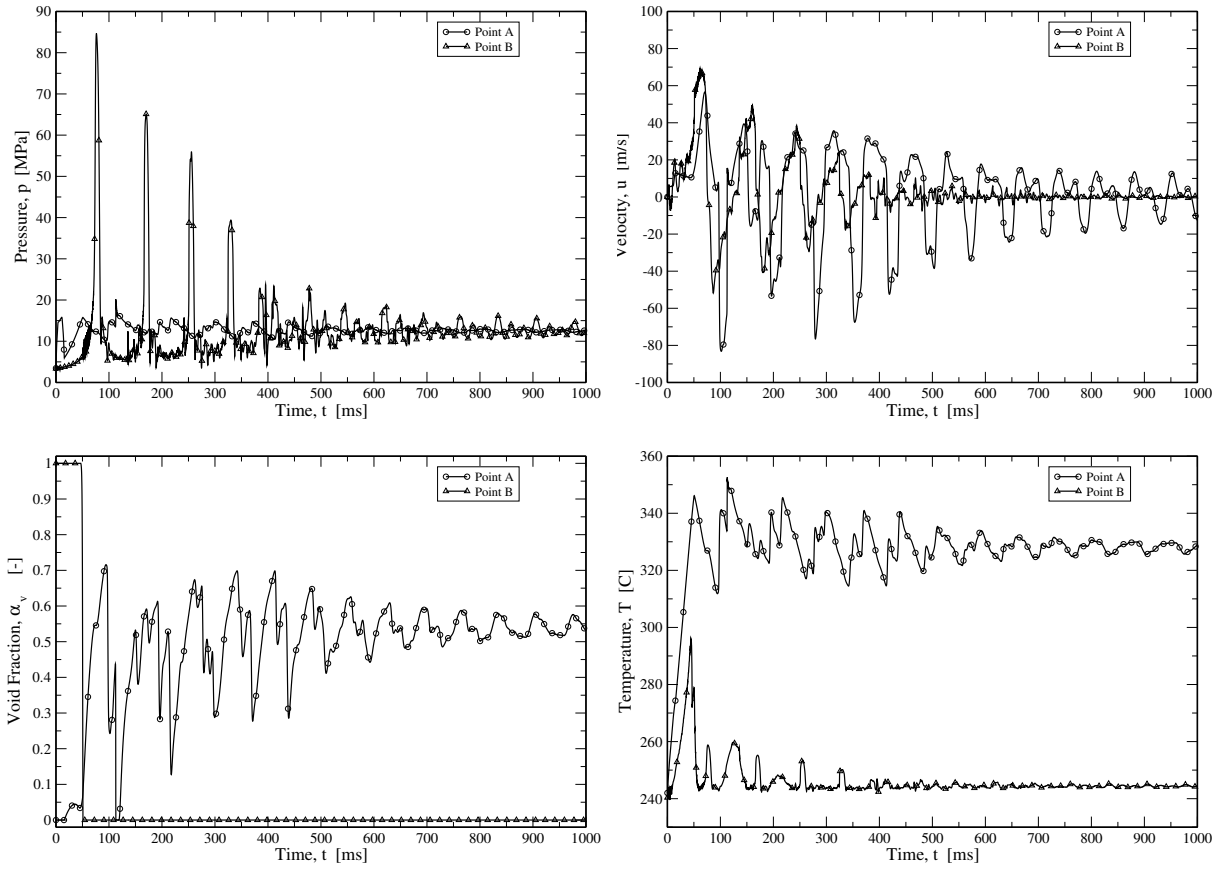 90
80
70
60
50
40
30
20
10
0
Pressure, p [MPa]
Point A
Point B
0 100 200 300 400 500 600 700 800 900 1000
Time, t [ms]
100
80
60
40
20
0
-20
-40
-60
-80
-100
Velocity, u [m/s]
Point A
Point B
0 100 200 300 400 500 600 700 800 900 1000
Time, t [ms]
1
0.9
0.8
0.7
0.6
0.5
0.4
0.3
0.2
0.1
0
Void Fraction, αv [-]
Point A
Point B
0 100 200 300 400 500 600 700 800 900 1000
Time, t [ms]
360
340
320
300
280
260
240
Temperature, T [C]
Point A
Point B
0 100 200 300 400 500 600 700 800 900 1000
Time, t [ms]